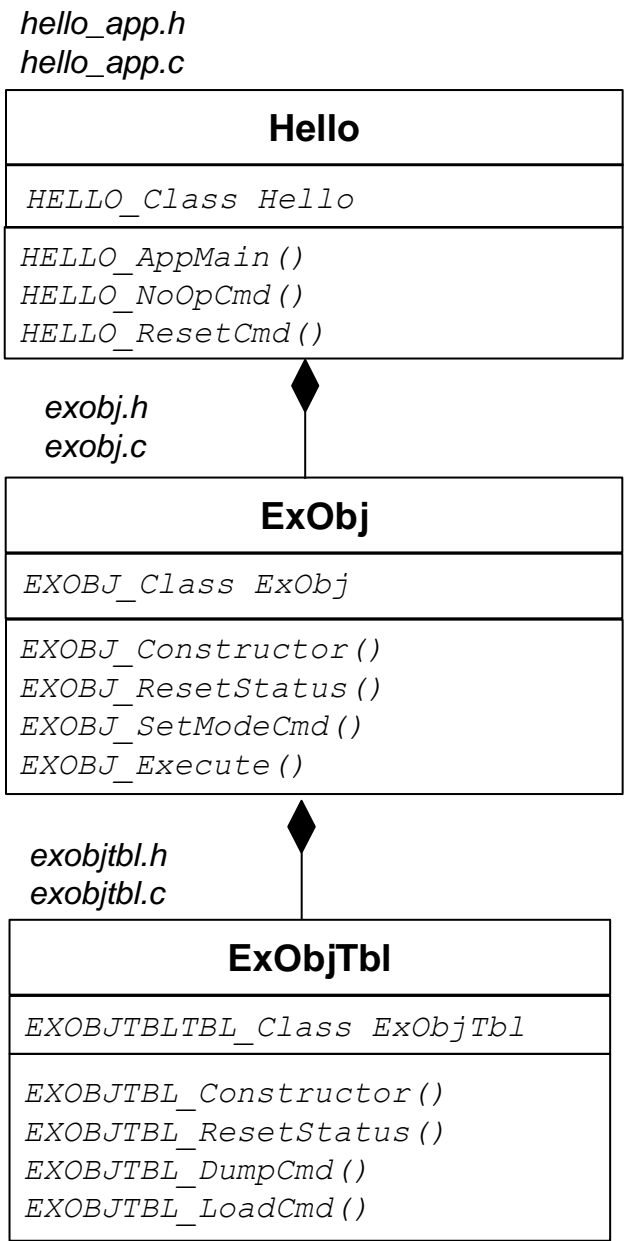 hello_app.h
hello_app.c
Hello
HELLO_Class Hello
HELLO_AppMain()
HELLO_NoOpCmd()
HELLO_ResetCmd()
exobj.h
exobj.c
ExObj
EXOBJ_Class ExObj
EXOBJ_Constructor()
EXOBJ_ResetStatus()
EXOBJ_SetModeCmd()
EXOBJ_Execute()
exobjtbl.h
exobjtbl.c
ExObjTbl
EXOBJTBLTBL_Class ExObjTbl
EXOBJTBL_Constructor()
EXOBJTBL_ResetStatus()
EXOBJTBL_DumpCmd()
EXOBJTBL_LoadCmd()